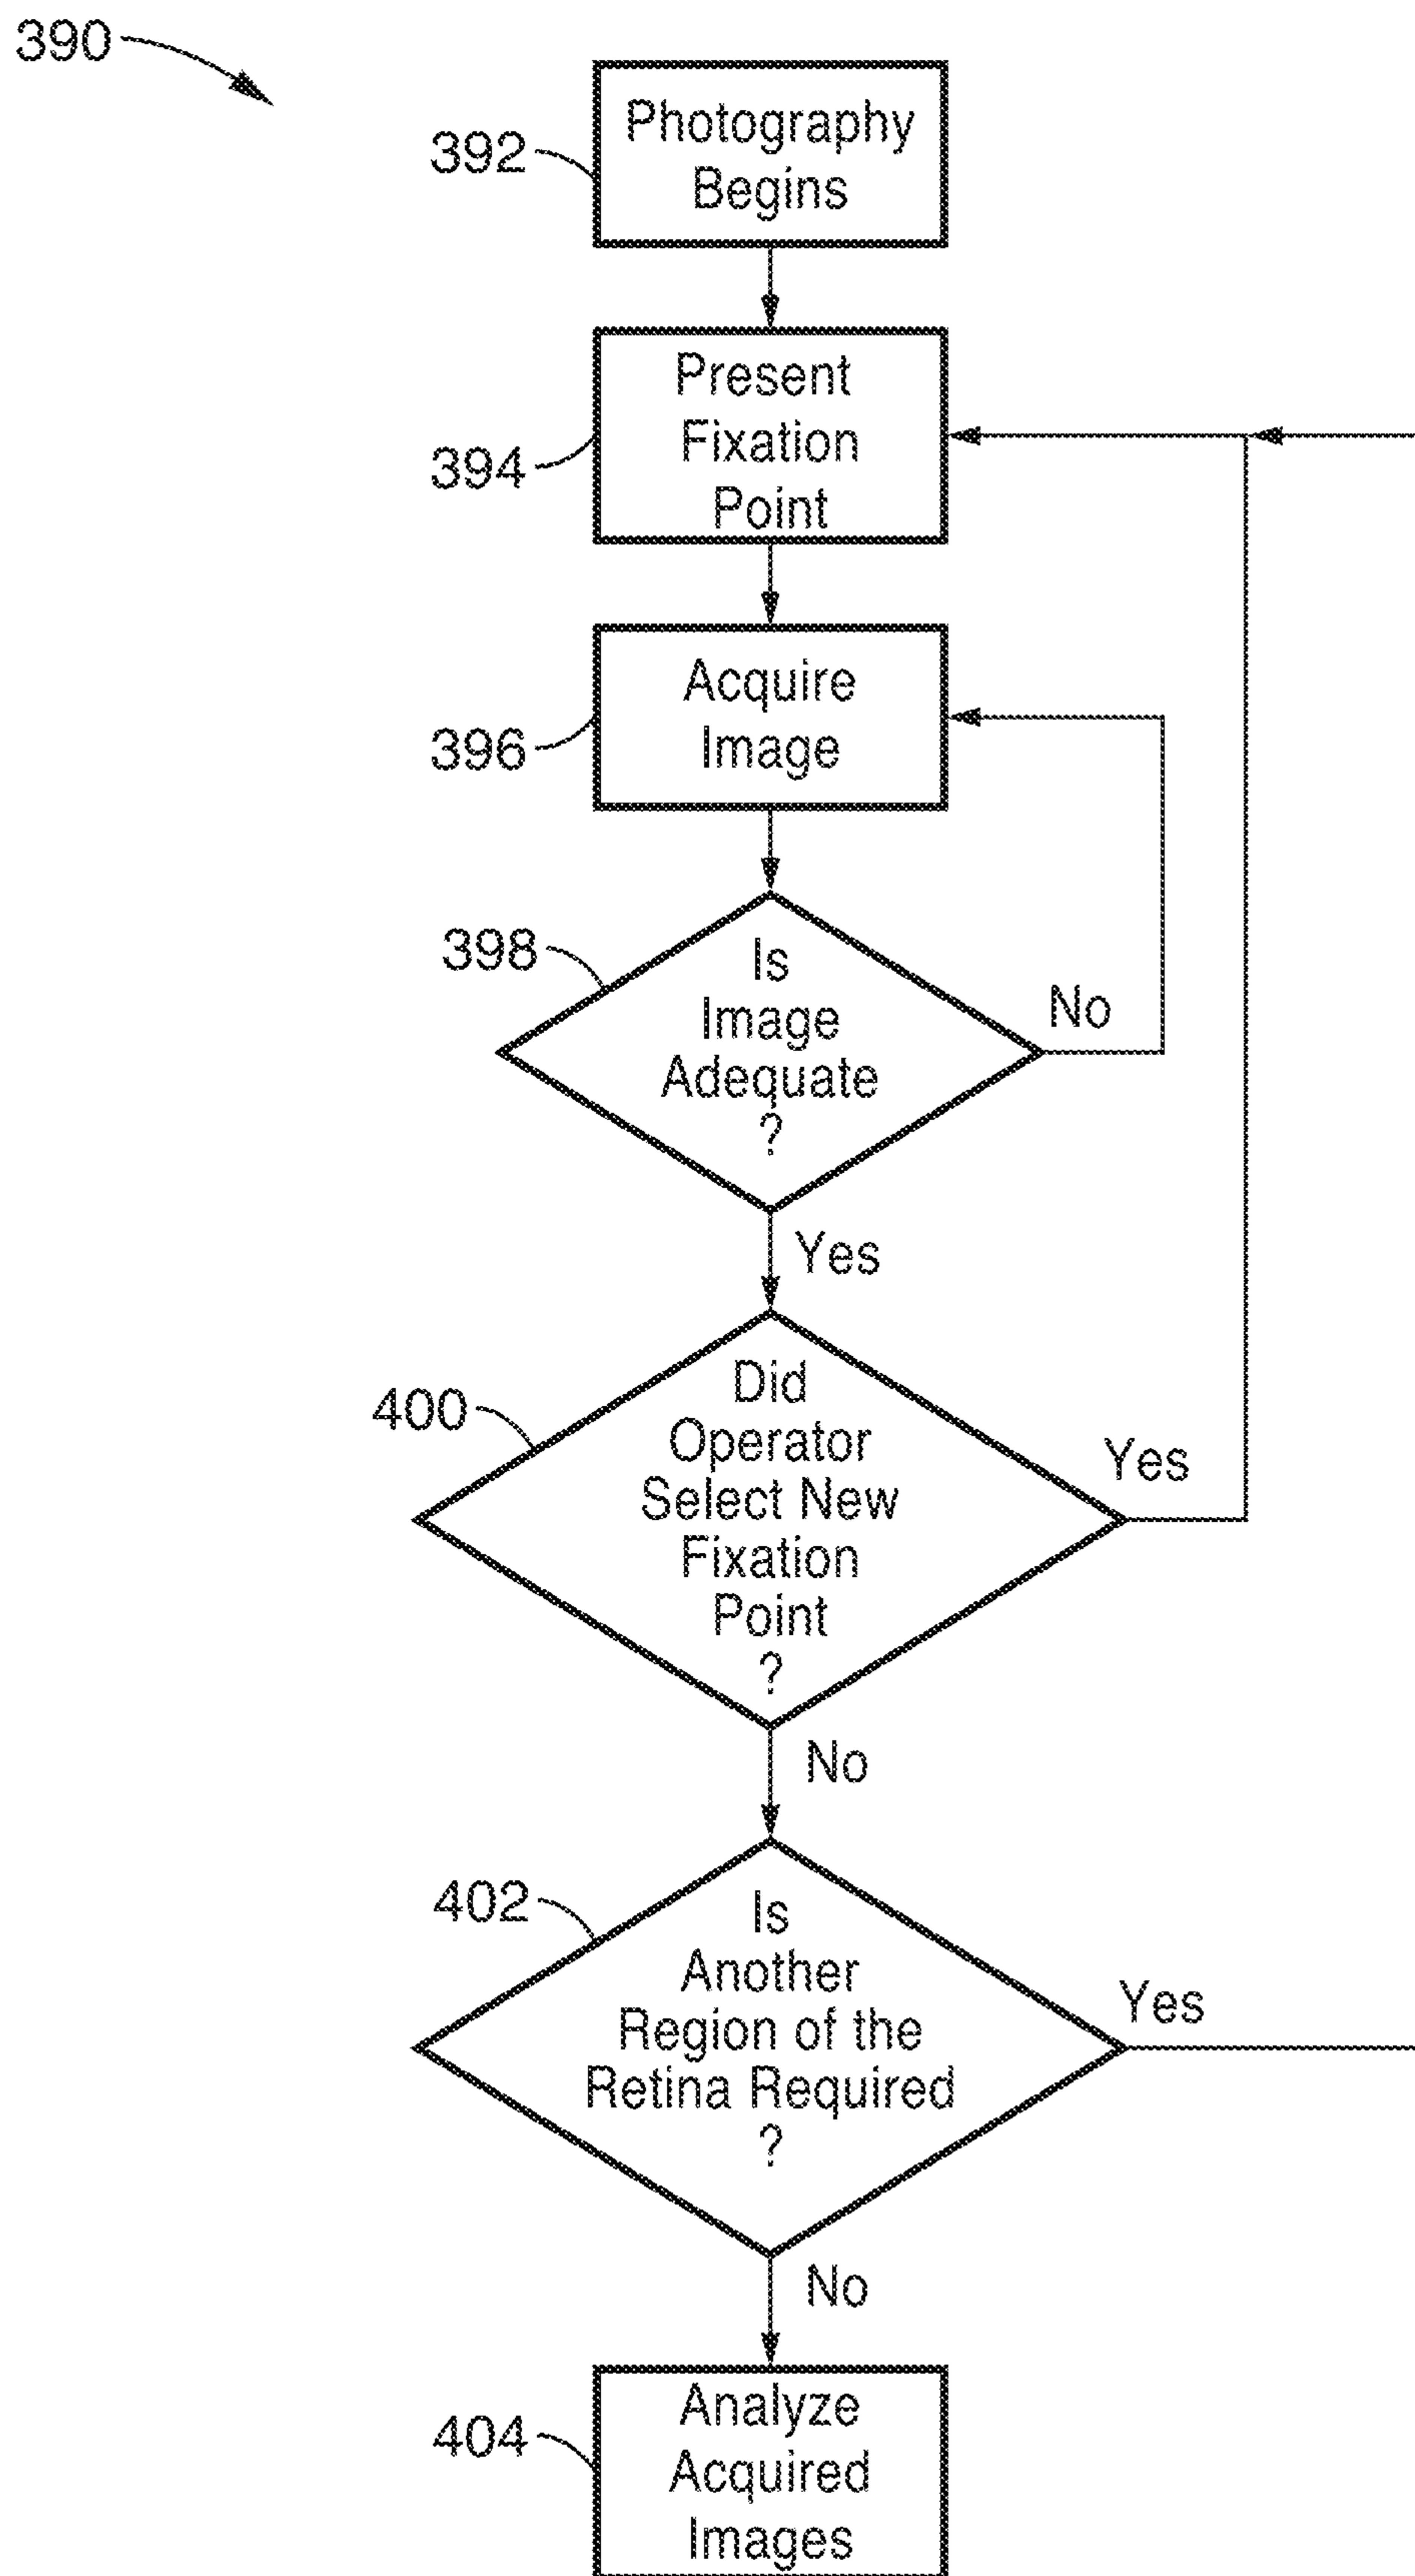 390
392
Photography
Begins
394
Present
Fixation
Point
396
Acquire
Image
398
Is
Image
Adequate
?
No
Yes
400
Did
Operator
Select New
Fixation
Point
?
Yes
No
402
Is
Another
Region of the
Retina Required
?
Yes
No
404
Analyze
Acquired
Images